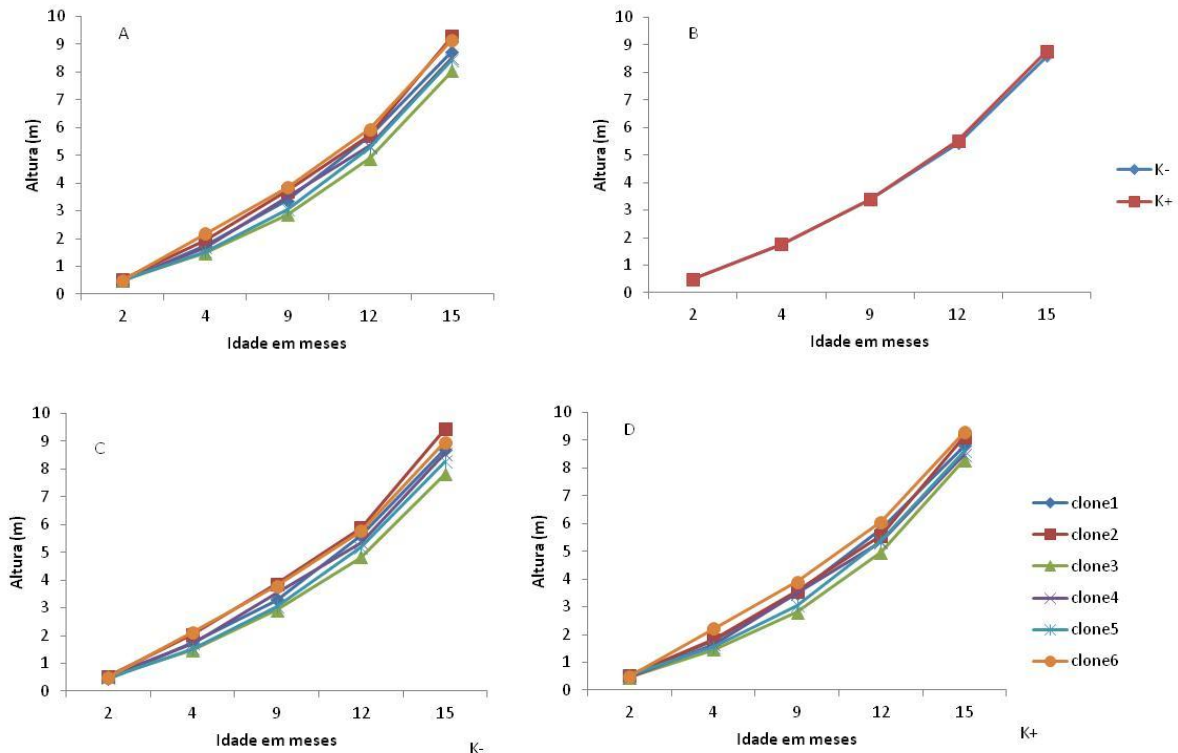 A
Altura (m)
10
9
8
7
6
5
4
3
2
1
0
2 4 9 12 15
Idade em meses
B
Altura (m)
10
9
8
7
6
5
4
3
2
1
0
2 4 9 12 15
Idade em meses
K-
K+
C
Altura (m)
10
9
8
7
6
5
4
3
2
1
0
2 4 9 12 15
Idade em meses
K-
D
Altura (m)
10
9
8
7
6
5
4
3
2
1
0
2 4 9 12 15
Idade em meses
K+
clone1
clone2
clone3
clone4
clone5
clone6